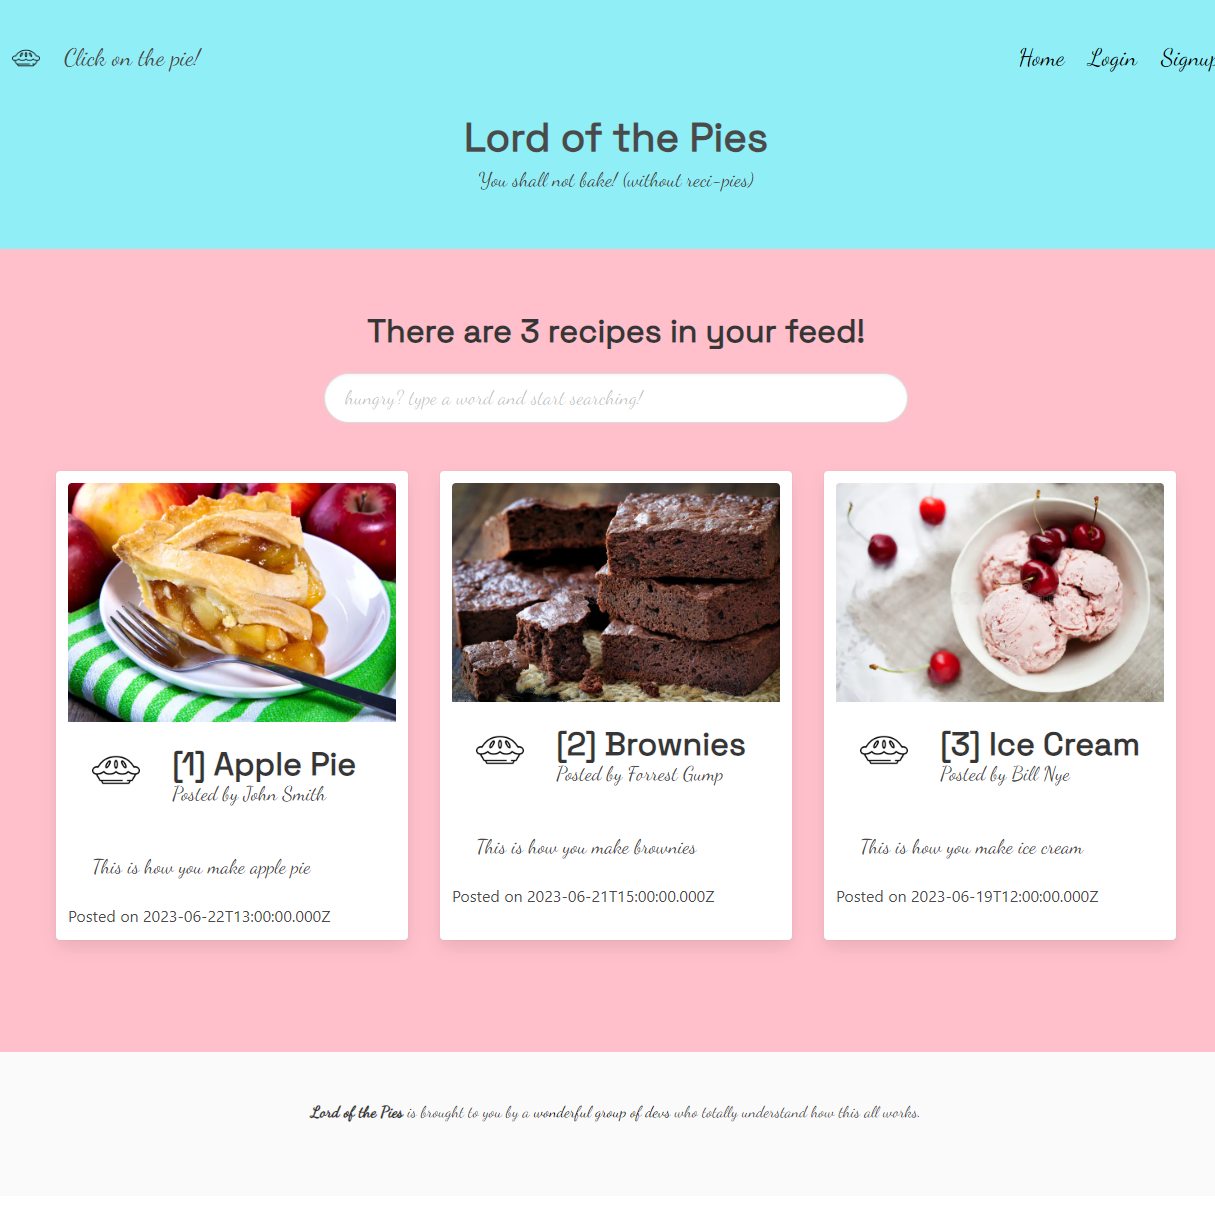 Click on the pie!
Home Login Signup
Lord of the Pies
You shall not bake! (without reci-pies)
There are 3 recipes in your feed!
hungry? type a word and start searching!
[1] Apple Pie
Posted by John Smith
This is how you make apple pie
Posted on 2023-06-22T13:00:00.000Z
[2] Brownies
Posted by Forrest Gump
This is how you make brownies
Posted on 2023-06-21T15:00:00.000Z
[3] Ice Cream
Posted by Bill Nye
This is how you make ice cream
Posted on 2023-06-19T12:00:00.000Z
Lord of the Pies is brought to you by a wonderful group of devs who totally understand how this all works.